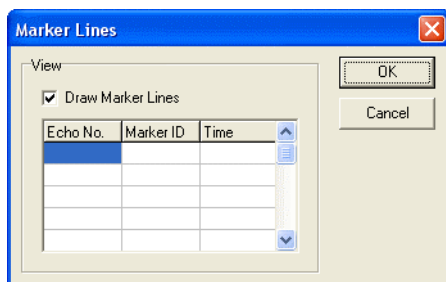 Marker Lines
View
OK
Draw Marker Lines
Cancel
Echo No. Marker ID Time